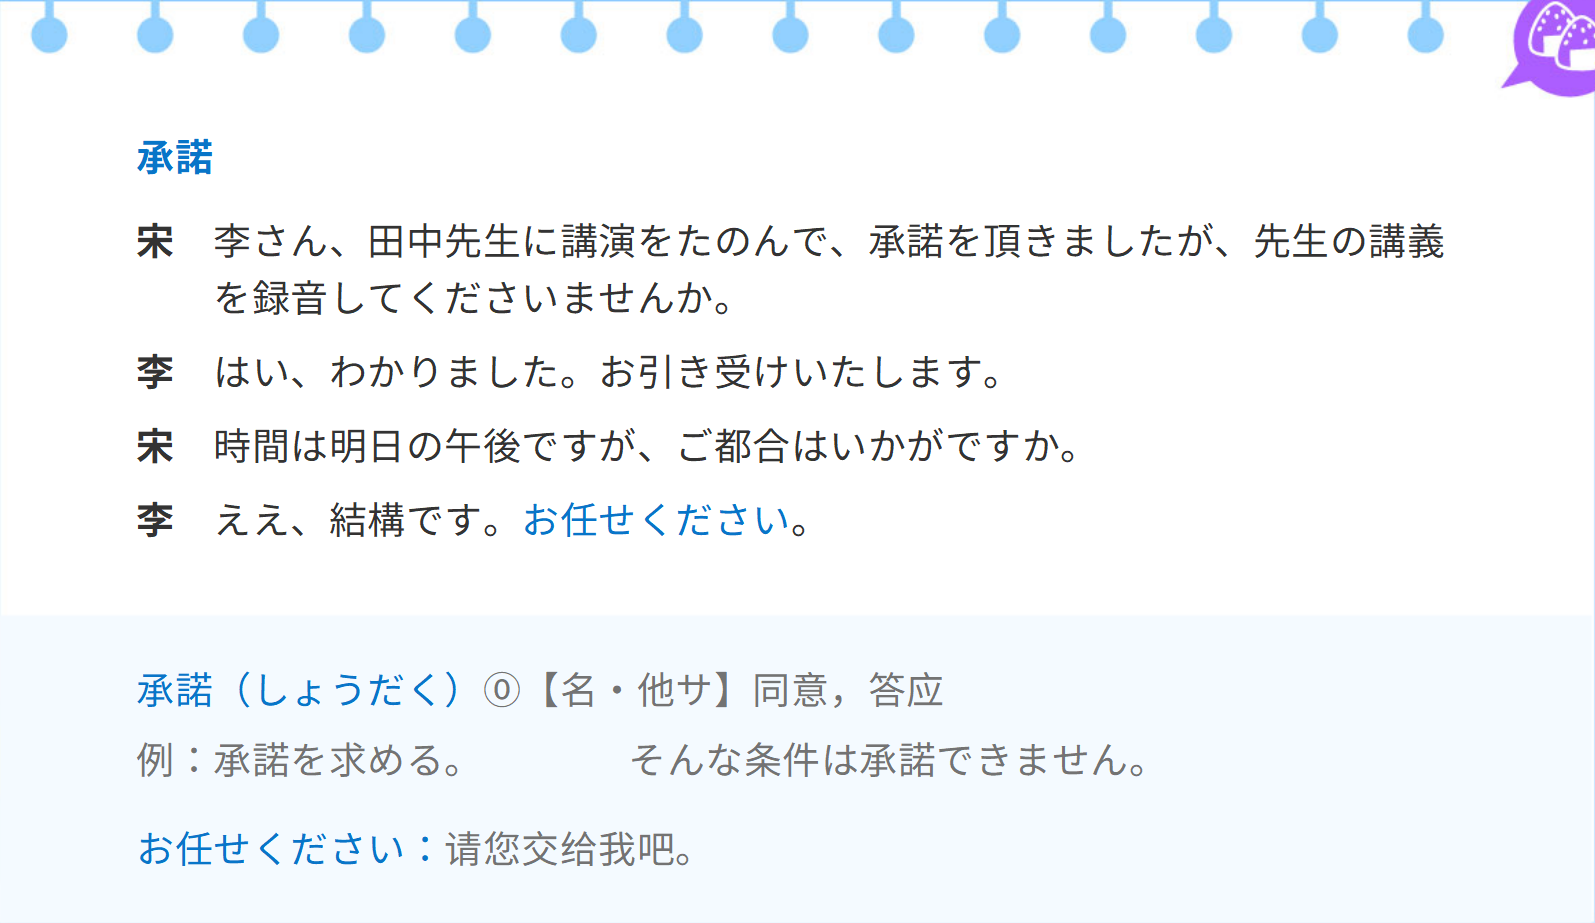 承諾
宋　李さん、田中先生に講演をたのんで、承諾を頂きましたが、先生の講義
を録音してくださいませんか。
李　はい、わかりました。お引き受けいたします。
宋　時間は明日の午後ですが、ご都合はいかがですか。
李　ええ、結構です。お任せください。
承諾（しょうだく）⓪【名・他サ】同意，答应
例：承諾を求める。　　　　そんな条件は承諾できません。
お任せください：请您交给我吧。